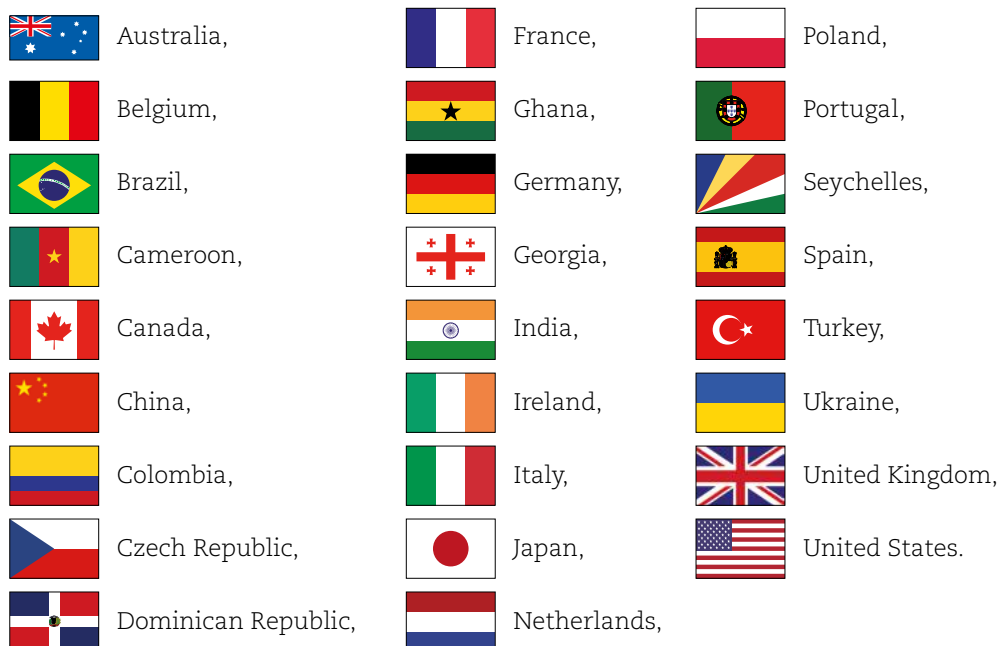 Australia,
Belgium,
Brazil,
Cameroon,
Canada,
China,
Colombia,
Czech Republic,
Dominican Republic,
France,
Ghana,
Germany,
Georgia,
India,
Ireland,
Italy,
Japan,
Netherlands,
Poland,
Portugal,
Seychelles,
Spain,
Turkey,
Ukraine,
United Kingdom,
United States.